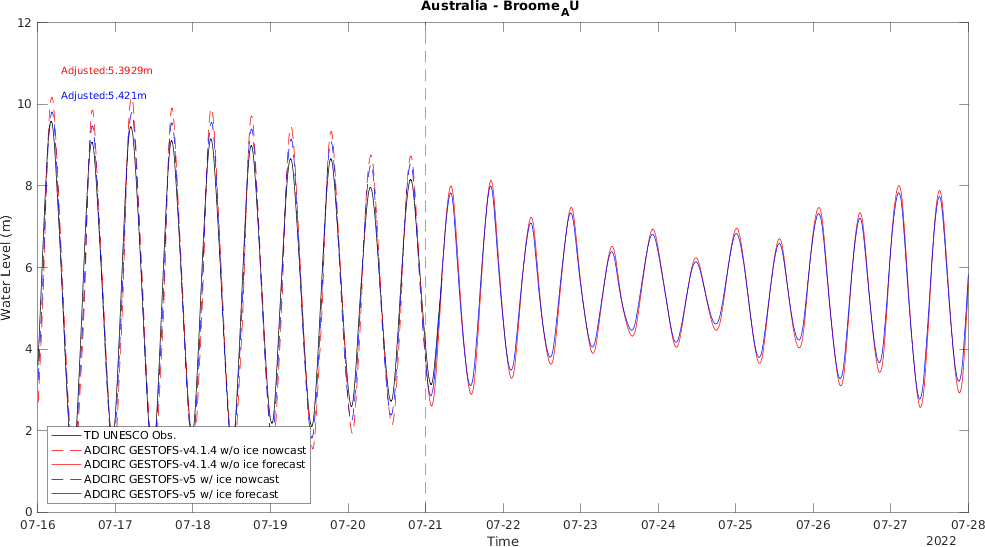 Australia - Broome_AU
12
Adjusted:5.3929m
Adjusted:5.421m
10
8
6
4
2
0
Water Level (m)
TD UNESCO Obs.
ADCIRC GESTOFS-v4.1.4 w/o ice nowcast
ADCIRC GESTOFS-v4.1.4 w/o ice forecast
ADCIRC GESTOFS-v5 w/ ice nowcast
ADCIRC GESTOFS-v5 w/ ice forecast
07-16 07-17 07-18 07-19 07-20 07-21 07-22 07-23 07-24 07-25 07-26 07-27 07-28
Time
2022